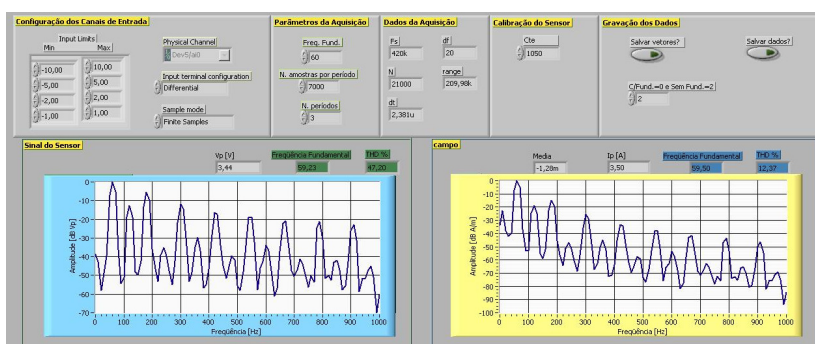 Configuração dos Canais de Entrada
Input Limits
Min Max
-10,00 10,00
-5,00 5,00
-2,00 2,00
-1,00 1,00
Physical Channel
Dev5/ai0
Input terminal configuration
Differential
Sample mode
Finite Samples
Parâmetros da Aquisição
Freq. Fund.
60
N. amostras por período
7000
N. períodos
3
Dados da Aquisição
Fs df
420k 20
N range
21000 209,98k
dt
2,381u
Calibração do Sensor
Cte
1050
Gravação dos Dados
Salvar vetores? Salvar dados?
C/Fund.=0 e Sem Fund.=2
2
Sinal do Sensor
Vp [V] Freqüência Fundamental THD %
3,44 59,23 47,20
Amplitude [dB Vp]
0
-10
-20
-30
-40
-50
-60
-70
0 100 200 300 400 500 600 700 800 900 1000
Freqüência [Hz]
campo
Media Ip [A] Freqüência Fundamental THD %
-1,28m 3,50 59,50 12,37
Amplitude [dB A/m]
0
-10
-20
-30
-40
-50
-60
-70
-80
-90
-100
0 100 200 300 400 500 600 700 800 900 1000
Freqüência [Hz]